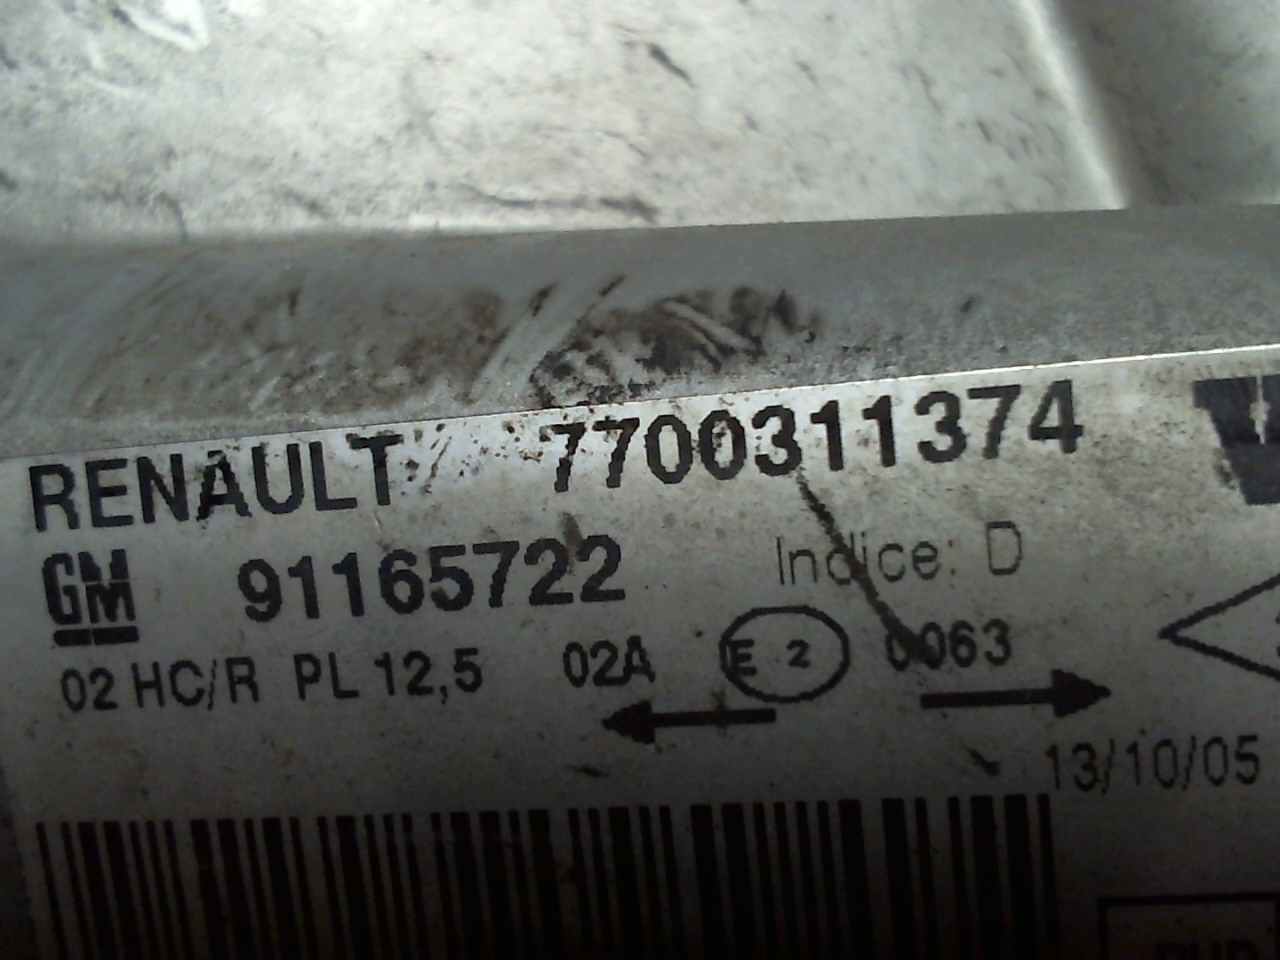 RENAULT 7700311374
GM 91165722 Indice: D
02 HC/R PL 12,5 02A E 2 0063
13/10/05